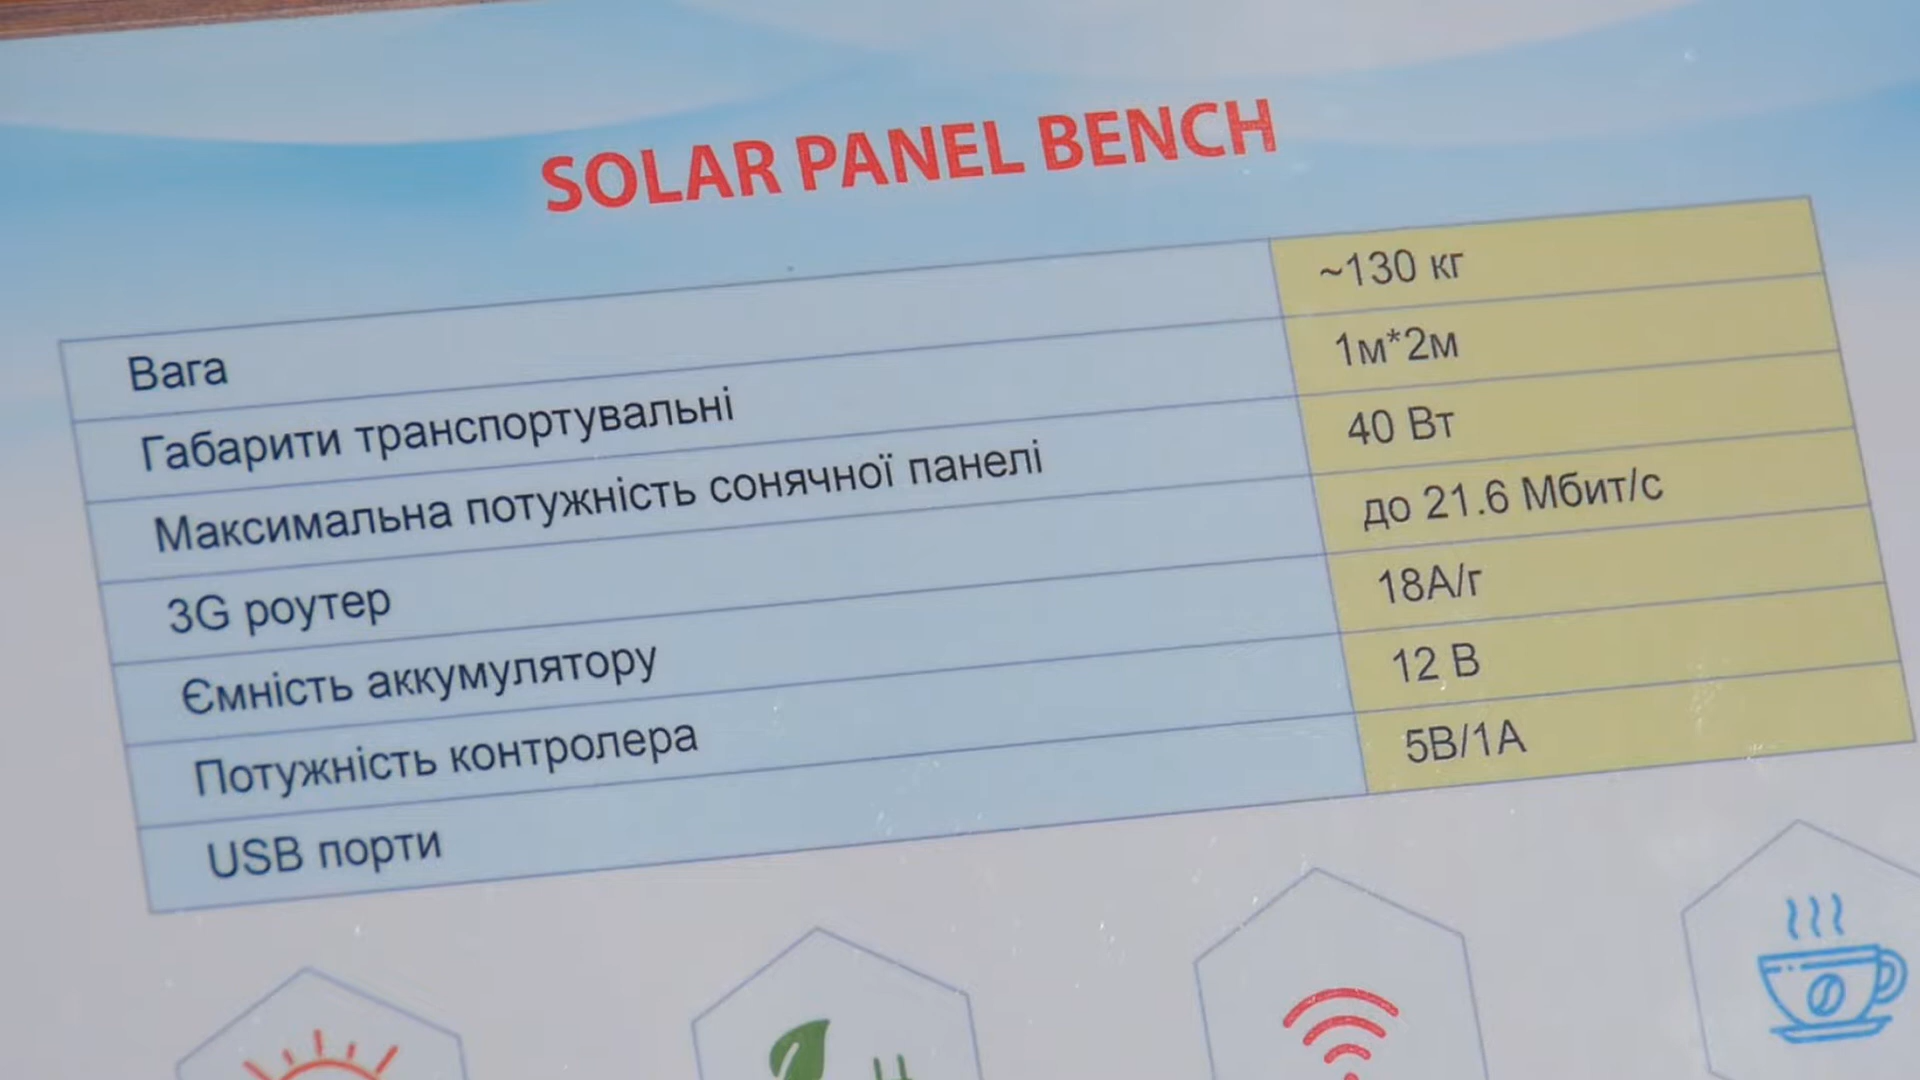 SOLAR PANEL BENCH
Вага ~130 кг
Габарити транспортувальні 1м*2м
Максимальна потужність сонячної панелі 40 Вт
3G роутер до 21.6 Мбит/с
Ємність аккумулятору 18А/г
Потужність контролера 12 В
USB порти 5В/1А